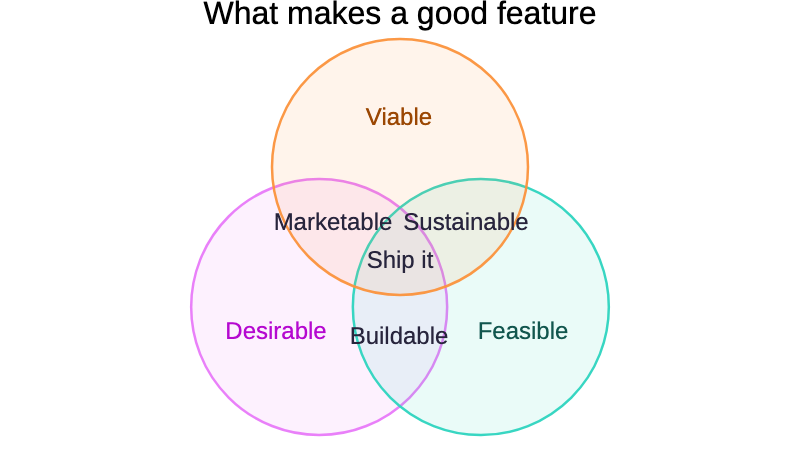 What makes a good feature
Viable
Marketable
Sustainable
Ship it
Desirable
Buildable
Feasible